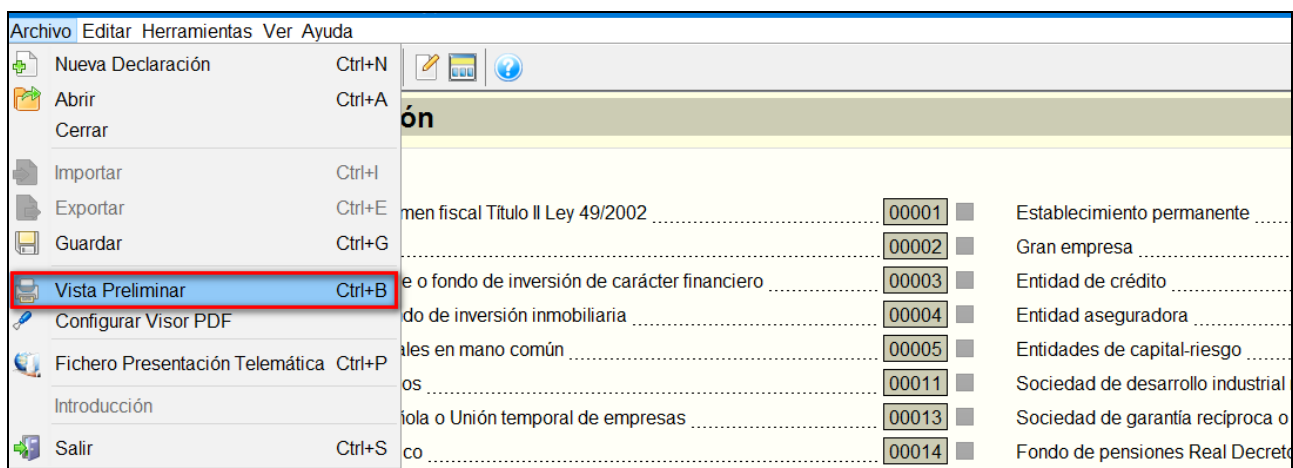 Archivo Editar Herramientas Ver Ayuda
Nueva Declaración Ctrl+N
Abrir Ctrl+A
Cerrar
Importar Ctrl+I
Exportar Ctrl+E
Guardar Ctrl+G
Vista Preliminar Ctrl+B
Configurar Visor PDF
Fichero Presentación Telemática Ctrl+P
Introducción
Salir Ctrl+S
ón
men fiscal Título II Ley 49/2002 00001 Establecimiento permanente
00002 Gran empresa
e o fondo de inversión de carácter financiero 00003 Entidad de crédito
do de inversión inmobiliaria 00004 Entidad aseguradora
ales en mano común 00005 Entidades de capital-riesgo
os 00011 Sociedad de desarrollo industrial
ñola o Unión temporal de empresas 00013 Sociedad de garantía recíproca o
co 00014 Fondo de pensiones Real Decreto